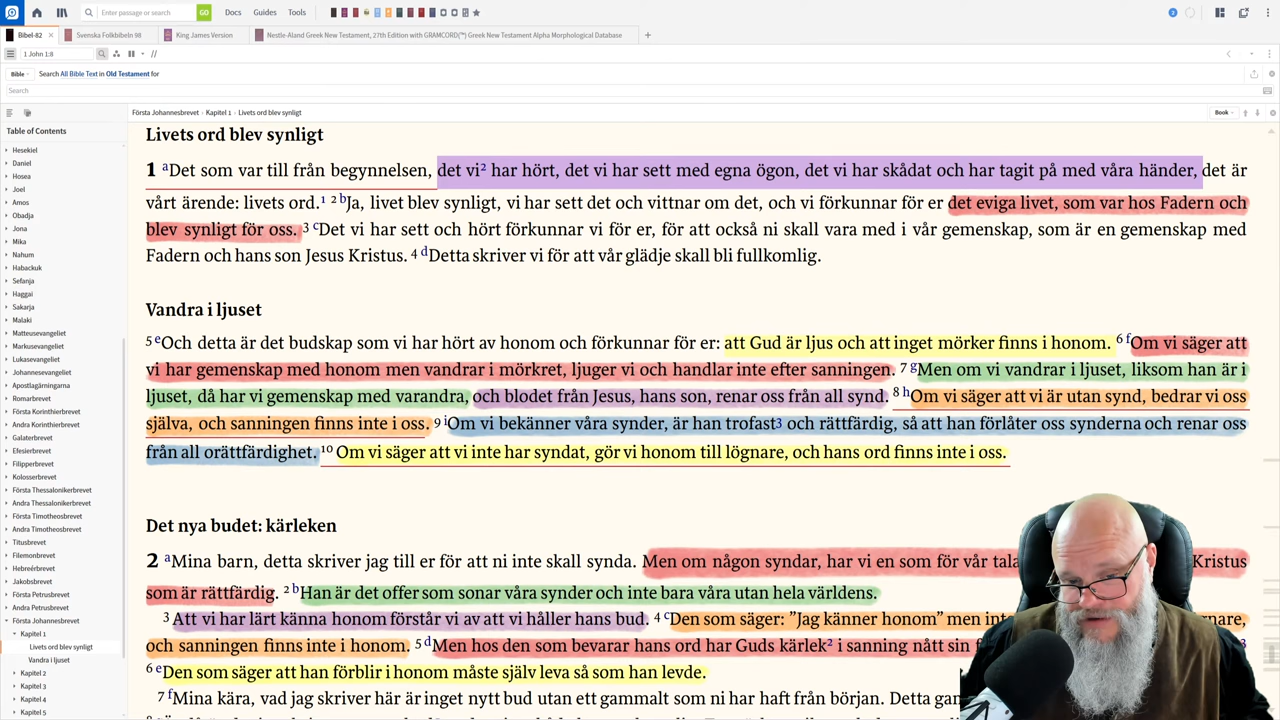 Enter passage or search
GO
Docs
Guides
Tools
2
Bibel-82
Svenska Folkbibeln 98
King James Version
Nestle-Aland Greek New Testament, 27th Edition with GRAMCORD(™) Greek New Testament Alpha Morphological Database
1 John 1:8
Bible
Search All Bible Text in Old Testament for
Search
Första Johannesbrevet › Kapitel 1 › Livets ord blev synligt
Book
Table of Contents
Hesekiel
Daniel
Hosea
Joel
Amos
Obadja
Jona
Mika
Nahum
Habackuk
Sefanja
Haggai
Sakarja
Malaki
Matteusevangeliet
Markusevangeliet
Lukasevangeliet
Johannesevangeliet
Apostlagärningarna
Romarbrevet
Första Korinthierbrevet
Andra Korinthierbrevet
Galaterbrevet
Efesierbrevet
Filipperbrevet
Kolosserbrevet
Första Thessalonikerbrevet
Andra Thessalonikerbrevet
Första Timotheosbrevet
Andra Timotheosbrevet
Titusbrevet
Filemonbrevet
Hebreérbrevet
Jakobsbrevet
Första Petrusbrevet
Andra Petrusbrevet
Första Johannesbrevet
Kapitel 1
Livets ord blev synligt
Vandra i ljuset
Kapitel 2
Kapitel 3
Kapitel 4
Kapitel 5
Livets ord blev synligt
1 aDet som var till från begynnelsen, det vi² har hört, det vi har sett med egna ögon, det vi har skådat och har tagit på med våra händer, det är
vårt ärende: livets ord.¹ ² bJa, livet blev synligt, vi har sett det och vittnar om det, och vi förkunnar för er det eviga livet, som var hos Fadern och
blev synligt för oss. 3 cDet vi har sett och hört förkunnar vi för er, för att också ni skall vara med i vår gemenskap, som är en gemenskap med
Fadern och hans son Jesus Kristus. 4 dDetta skriver vi för att vår glädje skall bli fullkomlig.
Vandra i ljuset
5 eOch detta är det budskap som vi har hört av honom och förkunnar för er: att Gud är ljus och att inget mörker finns i honom. 6 fOm vi säger att
vi har gemenskap med honom men vandrar i mörkret, ljuger vi och handlar inte efter sanningen. 7 gMen om vi vandrar i ljuset, liksom han är i
ljuset, då har vi gemenskap med varandra, och blodet från Jesus, hans son, renar oss från all synd. 8 hOm vi säger att vi är utan synd, bedrar vi oss
själva, och sanningen finns inte i oss. 9 iOm vi bekänner våra synder, är han trofast³ och rättfärdig, så att han förlåter oss synderna och renar oss
från all orättfärdighet. ¹⁰ Om vi säger att vi inte har syndat, gör vi honom till lögnare, och hans ord finns inte i oss.
Det nya budet: kärleken
2 aMina barn, detta skriver jag till er för att ni inte skall synda. Men om någon syndar, har vi en som för vår tala Kristus
som är rättfärdig. 2 bHan är det offer som sonar våra synder och inte bara våra utan hela världens.
3 Att vi har lärt känna honom förstår vi av att vi håller hans bud. 4 cDen som säger: ”Jag känner honom” men int nare,
och sanningen finns inte i honom. 5 dMen hos den som bevarar hans ord har Guds kärlek² i sanning nått sin f 3
6 eDen som säger att han förblir i honom måste själv leva så som han levde.
7 fMina kära, vad jag skriver här är inget nytt bud utan ett gammalt som ni har haft från början. Detta gam